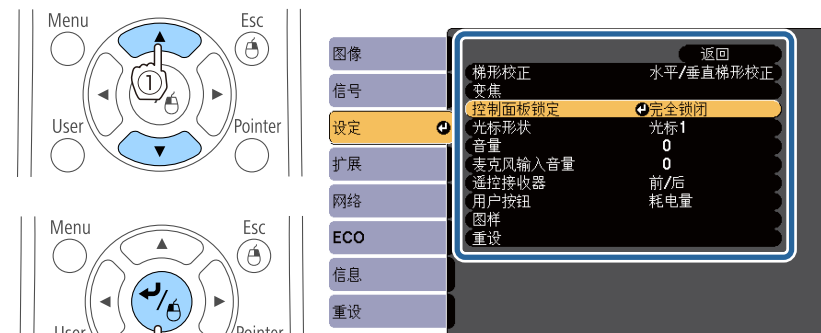 Menu
Esc
①
User
Pointer
Menu
Esc
User
Pointer
图像
信号
设定
扩展
网络
ECO
信息
重设
返回
梯形校正 水平/垂直梯形校正
变焦
控制面板锁定 完全锁闭
光标形状 光标1
音量 0
麦克风输入音量 0
遥控接收器 前/后
用户按钮 耗电量
图样
重设